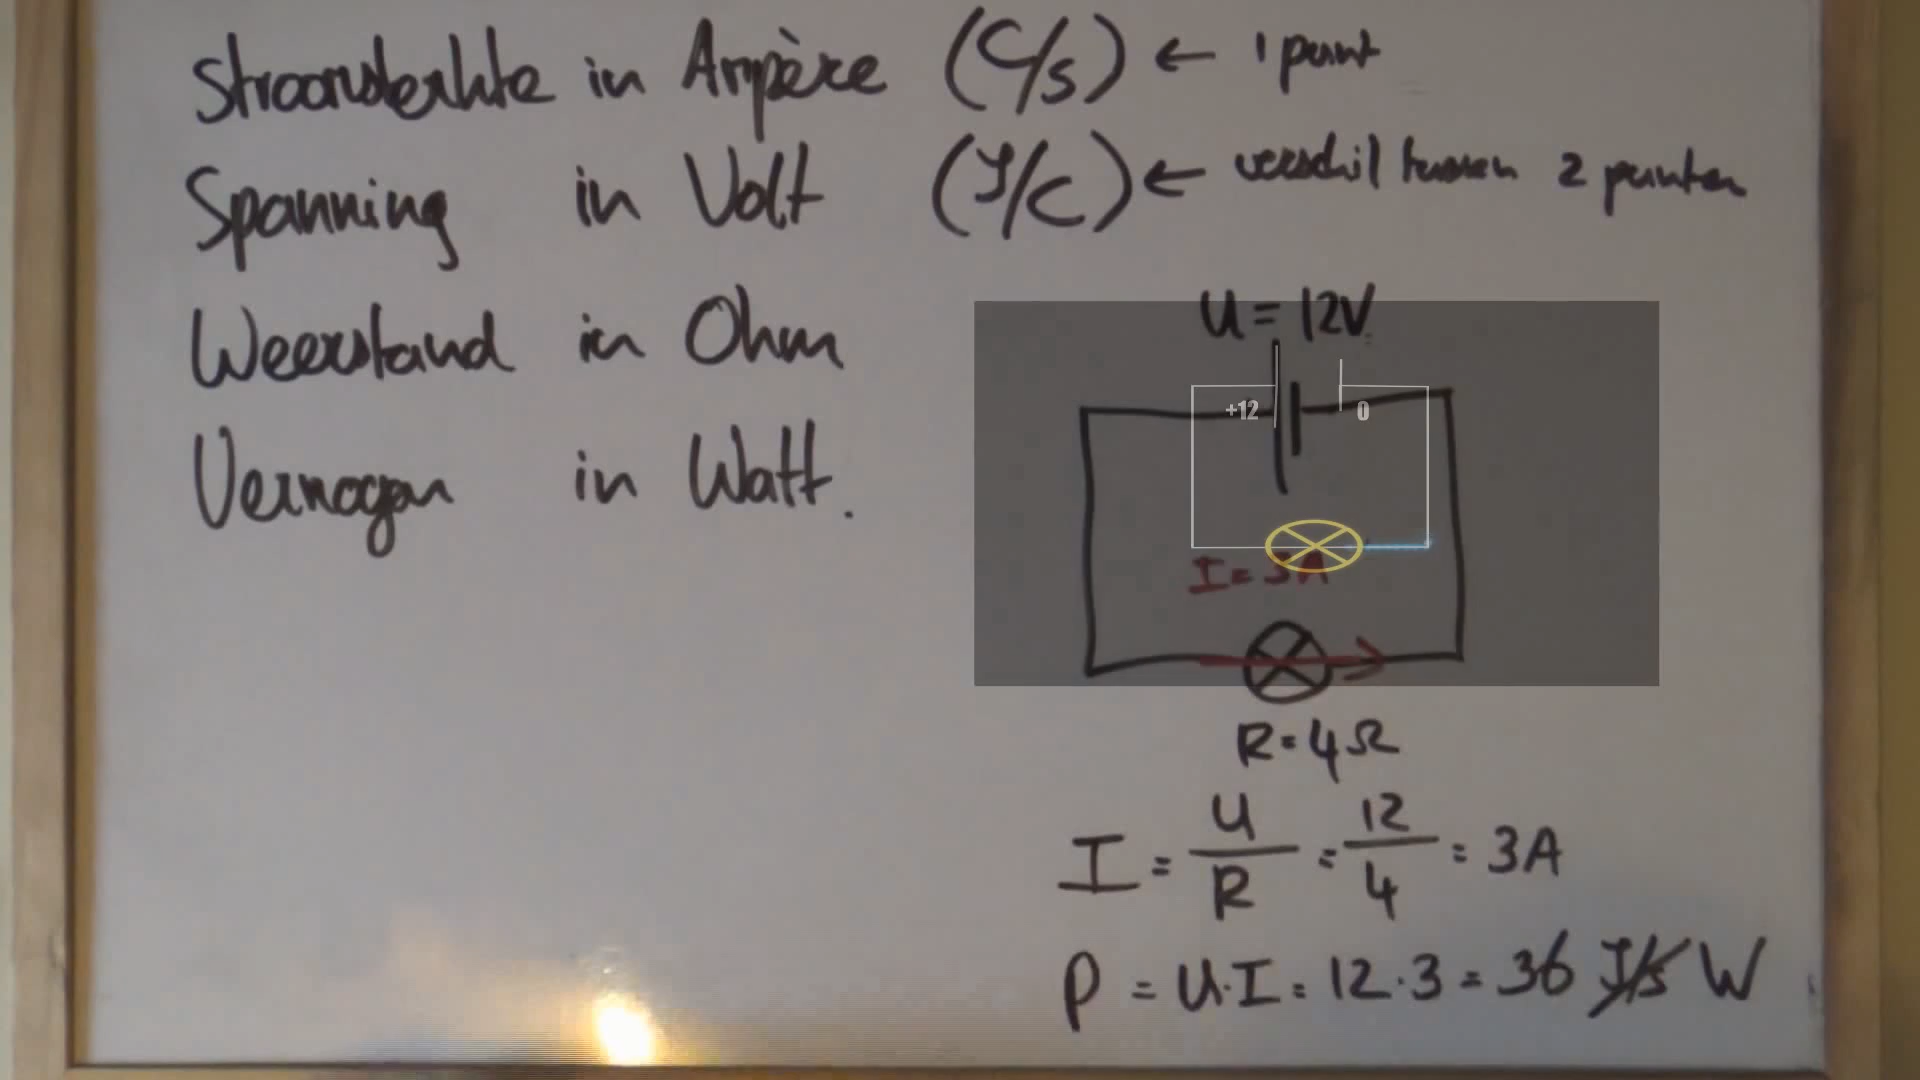 Stroomsterkte in Ampère (C/s) ← 1 punt
Spanning in Volt (J/C) ← verschil tussen 2 punten
Weerstand in Ohm
Vermogen in Watt.
U = 12V
+12 0
I = 3A
R = 4Ω
I = U/R = 12/4 = 3A
P = U·I = 12·3 = 36 J/s W